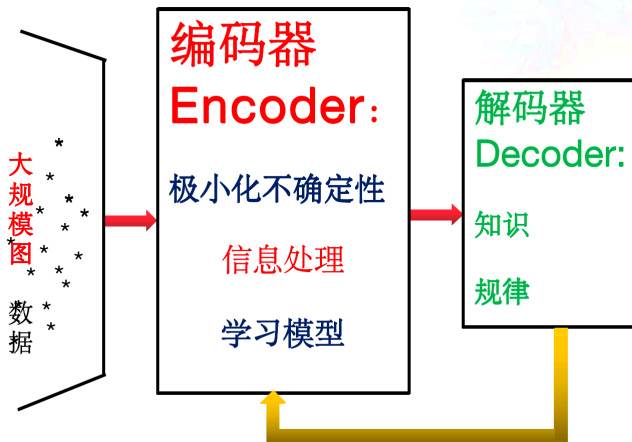 大规模图
数据
编码器
Encoder:
极小化不确定性
信息处理
学习模型
解码器
Decoder:
知识
规律